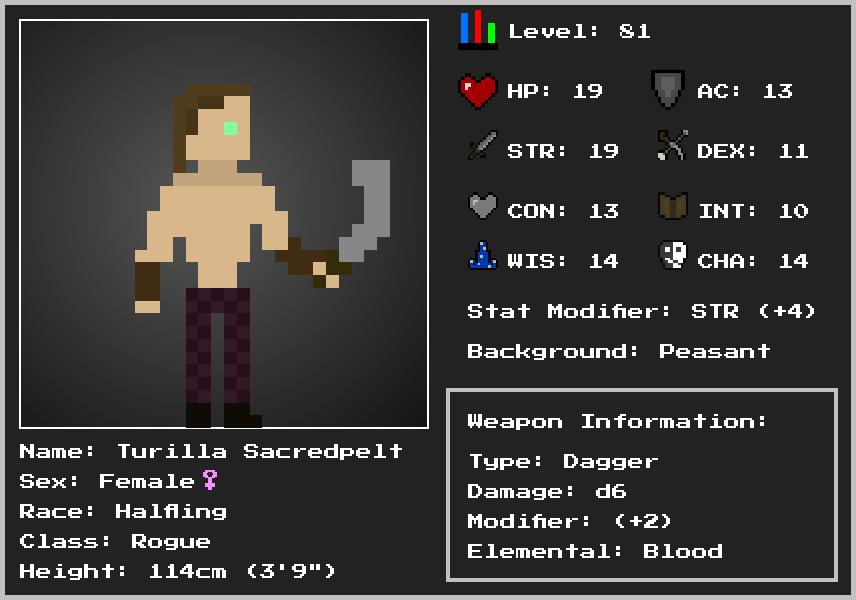 Level: 81
HP: 19
AC: 13
STR: 19
DEX: 11
CON: 13
INT: 10
WIS: 14
CHA: 14
Stat Modifier: STR (+4)
Background: Peasant
Weapon Information:
Type: Dagger
Damage: d6
Modifier: (+2)
Elemental: Blood
Name: Turilla Sacredpelt
Sex: Female♀
Race: Halfling
Class: Rogue
Height: 114cm (3'9")